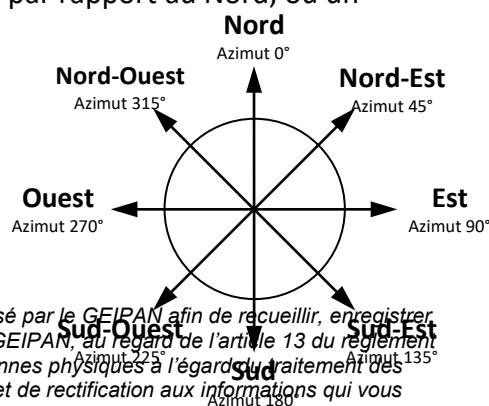 par rapport au Nord, ou un
Nord
Azimut 0°
Nord-Ouest
Azimut 315°
Nord-Est
Azimut 45°
Ouest
Azimut 270°
Est
Azimut 90°
sé par le GEIPAN afin de recueillir, enregistrer,
Sud-Ouest
Sud-Est
GEIPAN, au regard de l'article 13 du règlement
Azimut 225°
Azimut 135°
nnes physiques à l'égard du traitement des
Sud
et de rectification aux informations qui vous
Azimut 180°